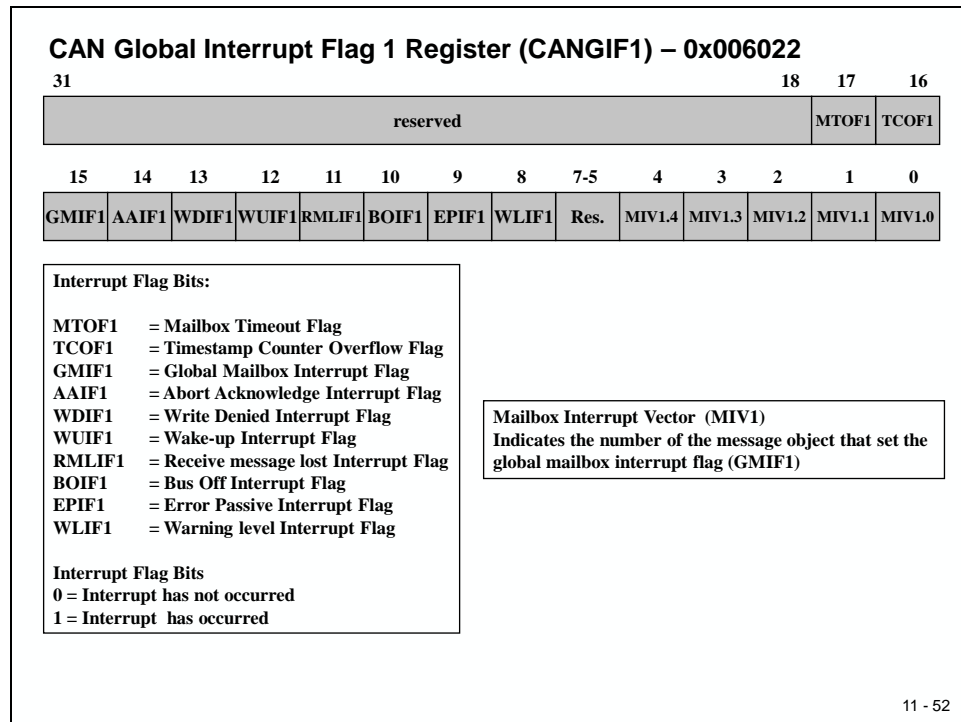 CAN Global Interrupt Flag 1 Register (CANGIF1) – 0x006022
31 18 17 16
reserved MTOF1 TCOF1
15 14 13 12 11 10 9 8 7-5 4 3 2 1 0
GMIF1 AAIF1 WDIF1 WUIF1 RMLIF1 BOIF1 EPIF1 WLIF1 Res. MIV1.4 MIV1.3 MIV1.2 MIV1.1 MIV1.0
Interrupt Flag Bits:
MTOF1 = Mailbox Timeout Flag
TCOF1 = Timestamp Counter Overflow Flag
GMIF1 = Global Mailbox Interrupt Flag
AAIF1 = Abort Acknowledge Interrupt Flag
WDIF1 = Write Denied Interrupt Flag
WUIF1 = Wake-up Interrupt Flag
RMLIF1 = Receive message lost Interrupt Flag
BOIF1 = Bus Off Interrupt Flag
EPIF1 = Error Passive Interrupt Flag
WLIF1 = Warning level Interrupt Flag
Interrupt Flag Bits
0 = Interrupt has not occurred
1 = Interrupt has occurred
Mailbox Interrupt Vector (MIV1)
Indicates the number of the message object that set the
global mailbox interrupt flag (GMIF1)
11 - 52